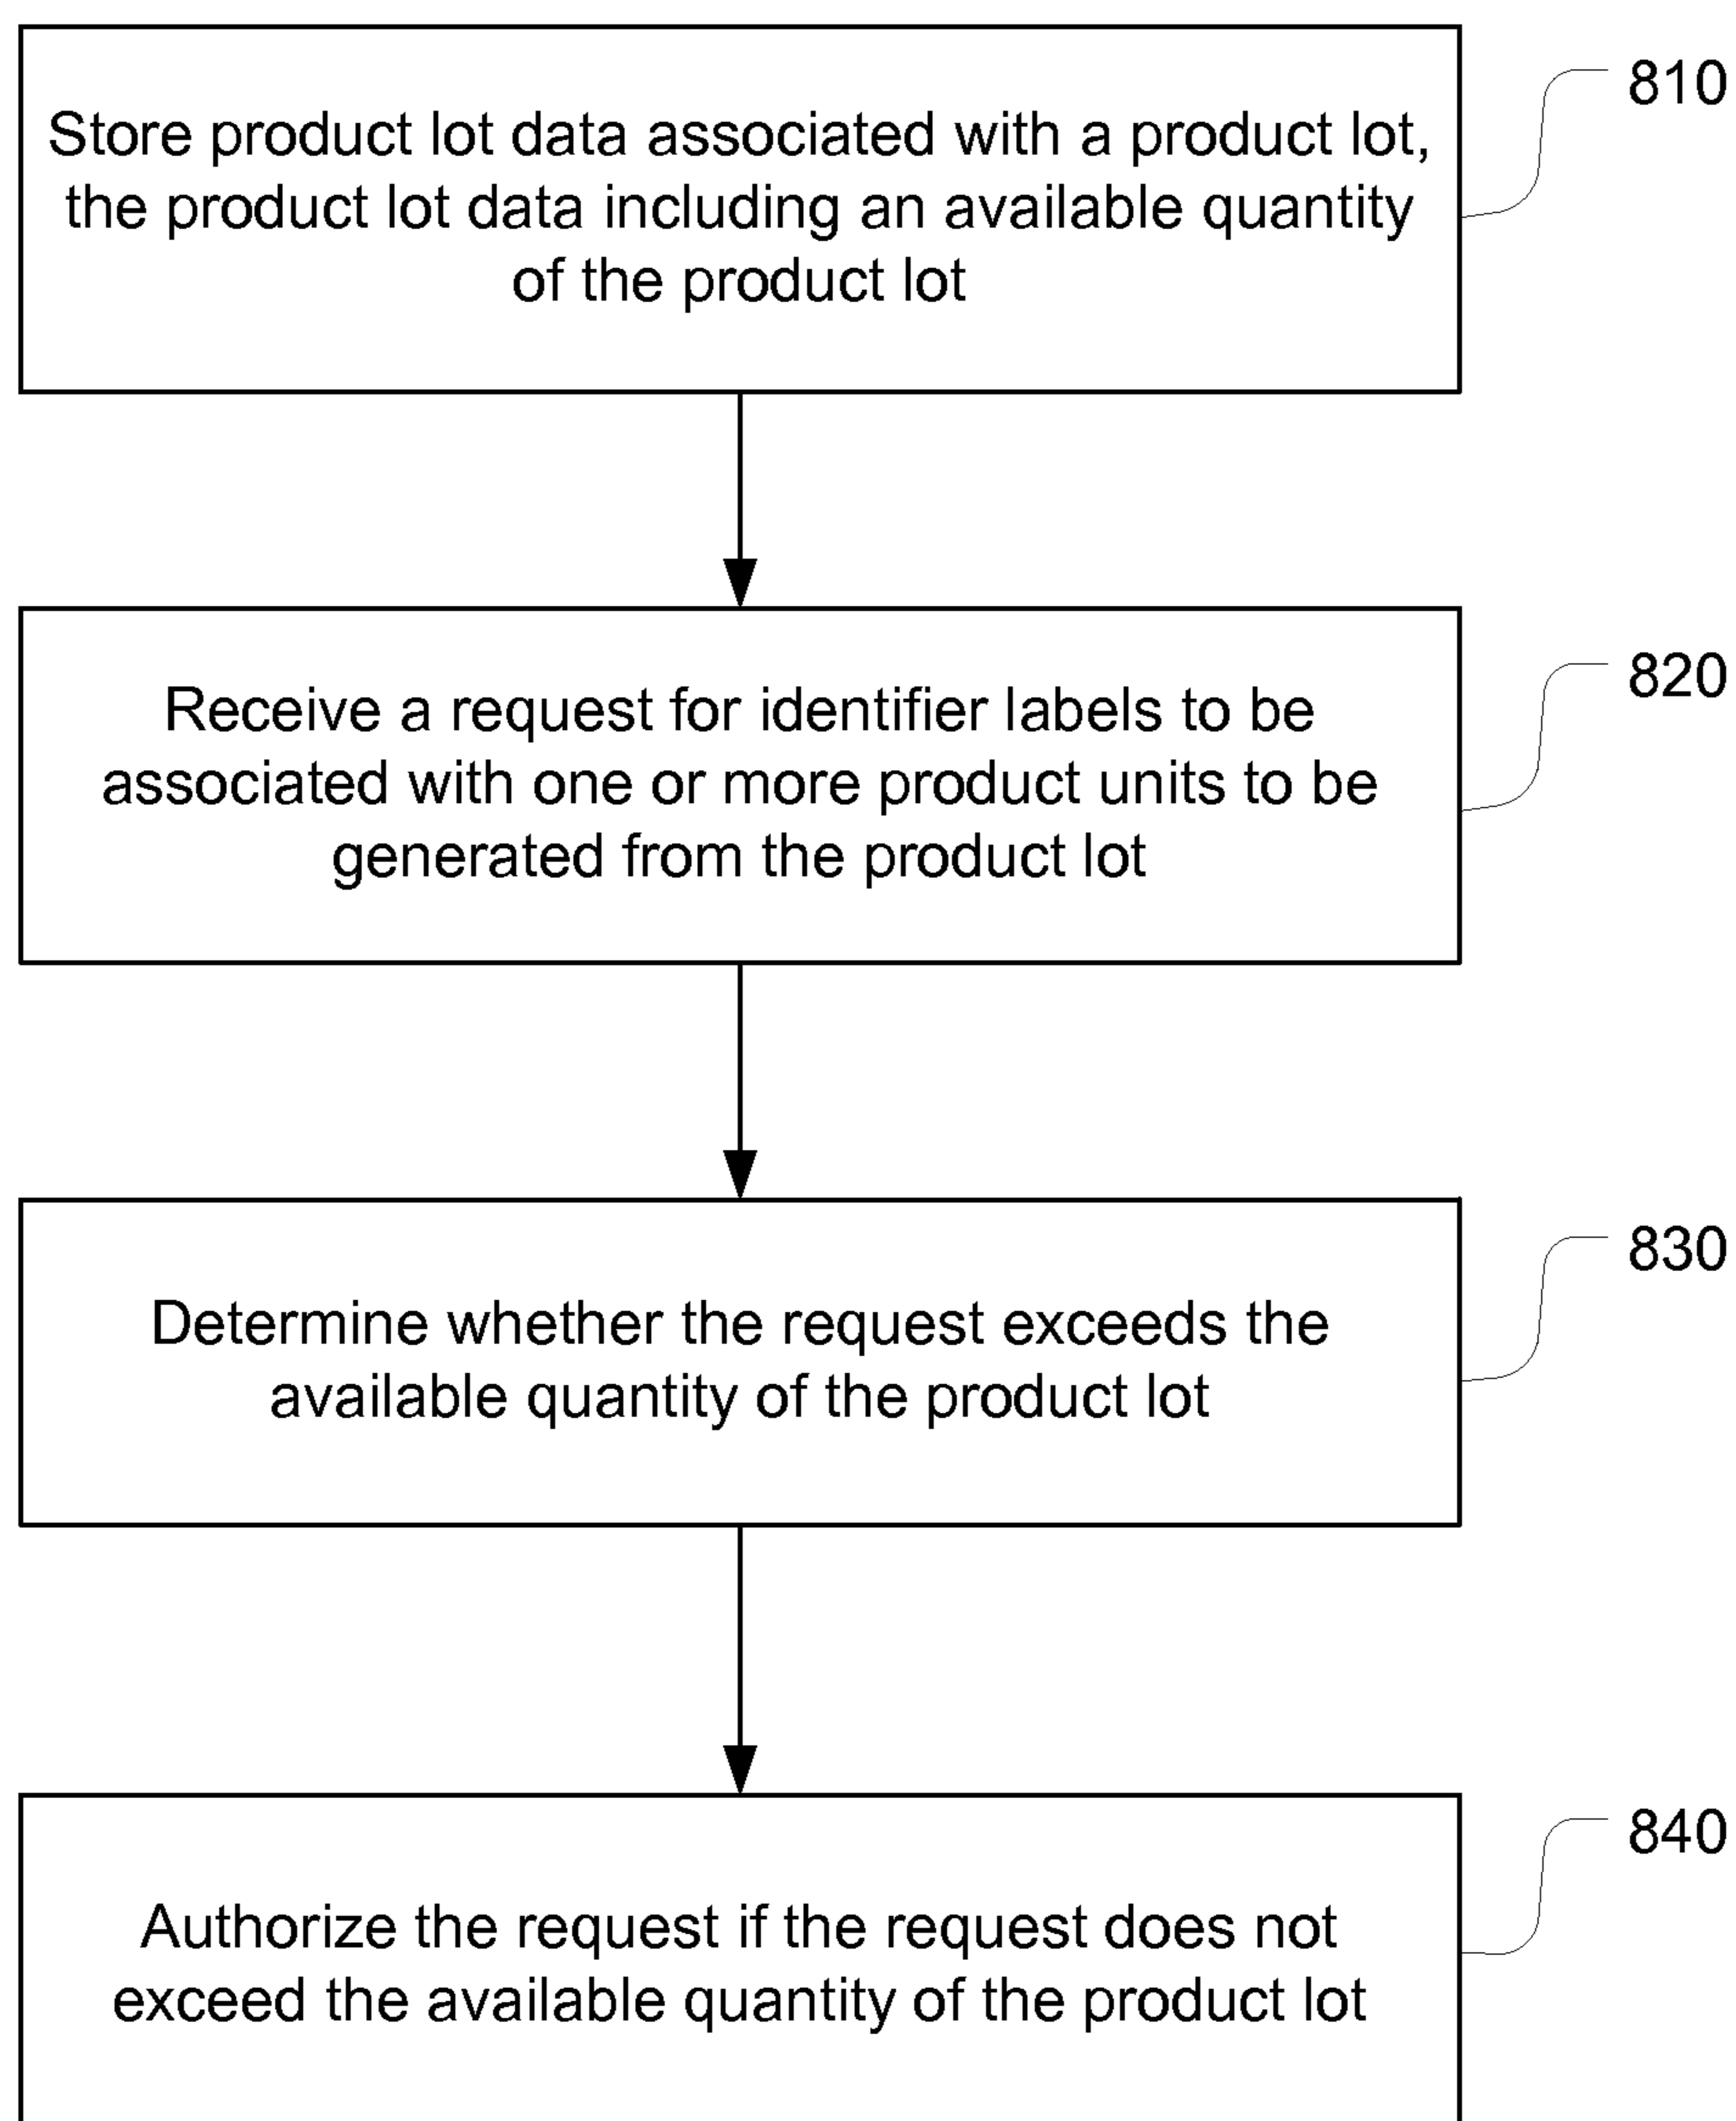 Store product lot data associated with a product lot,
the product lot data including an available quantity
of the product lot
810
Receive a request for identifier labels to be
associated with one or more product units to be
generated from the product lot
820
Determine whether the request exceeds the
available quantity of the product lot
830
Authorize the request if the request does not
exceed the available quantity of the product lot
840